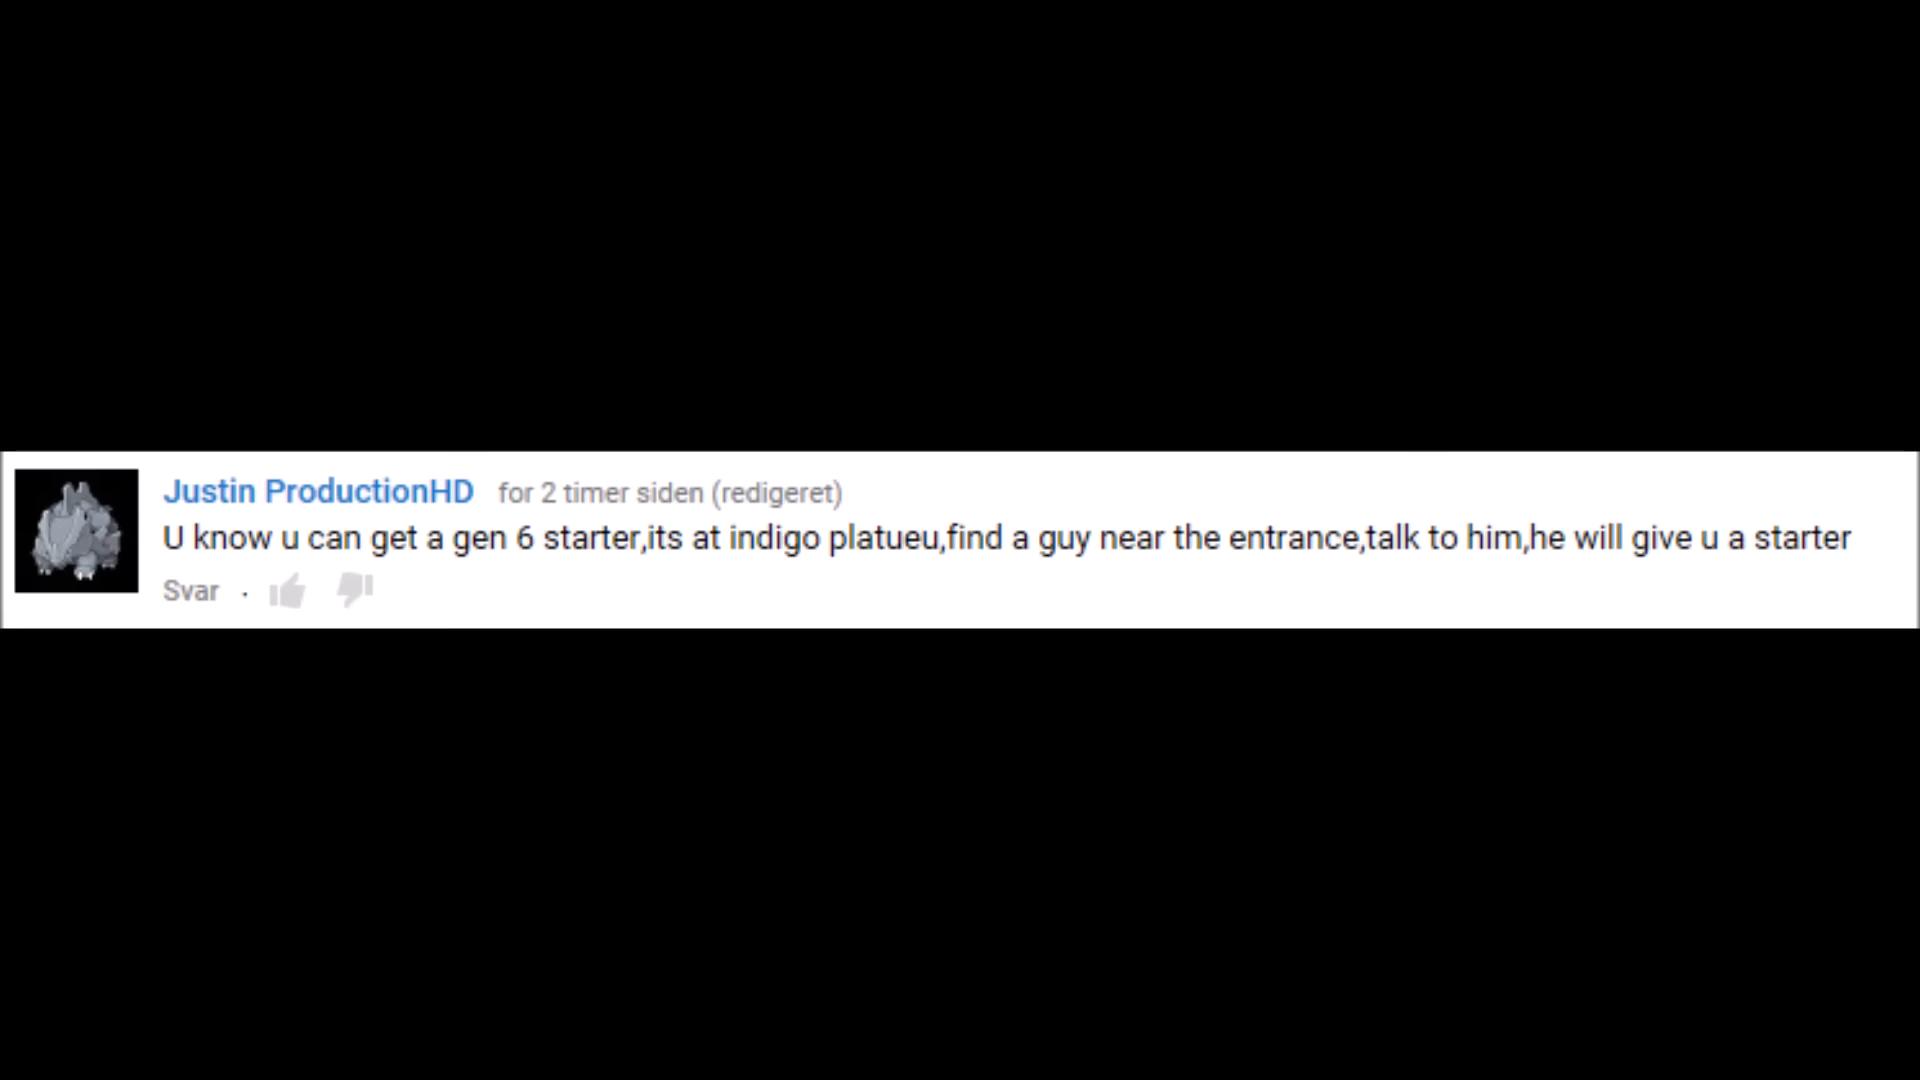 Justin ProductionHD for 2 timer siden (redigeret)
U know u can get a gen 6 starter,its at indigo platueu,find a guy near the entrance,talk to him,he will give u a starter
Svar ·